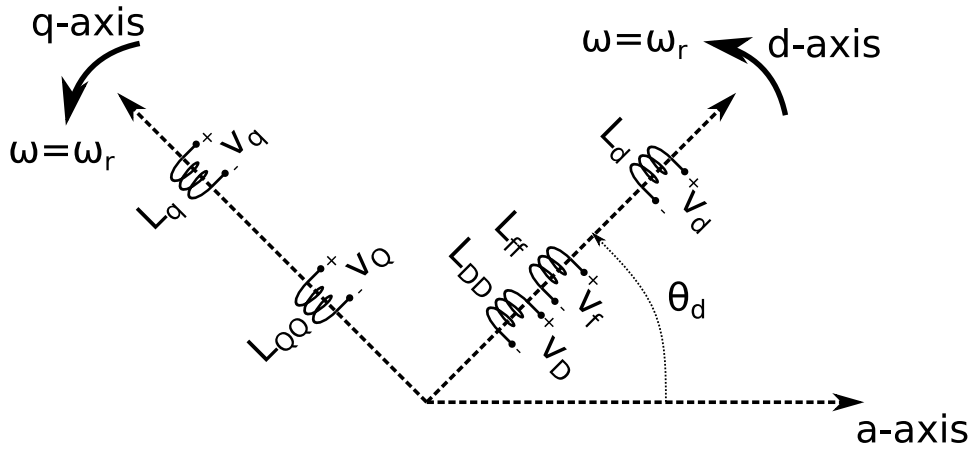 q-axis
ω=ωr
d-axis
ω=ωr
Vq
+
-
Lq
Ld
+
-
Vd
VQ
+
-
LQQ
Lff
+
-
Vf
LDD
+
-
VD
θd
a-axis